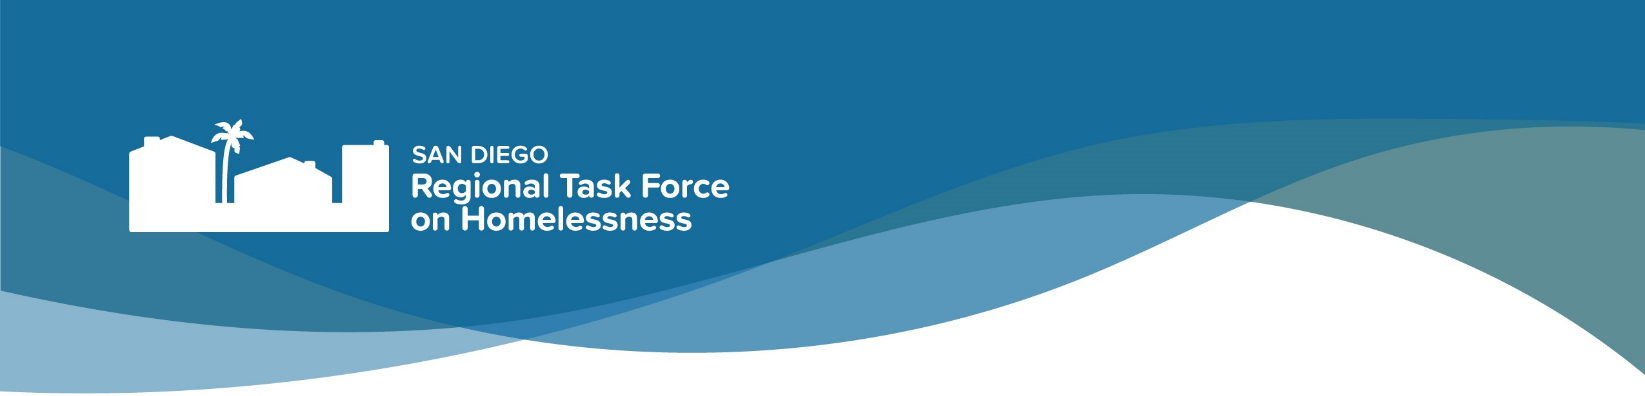 SAN DIEGO
Regional Task Force
on Homelessness